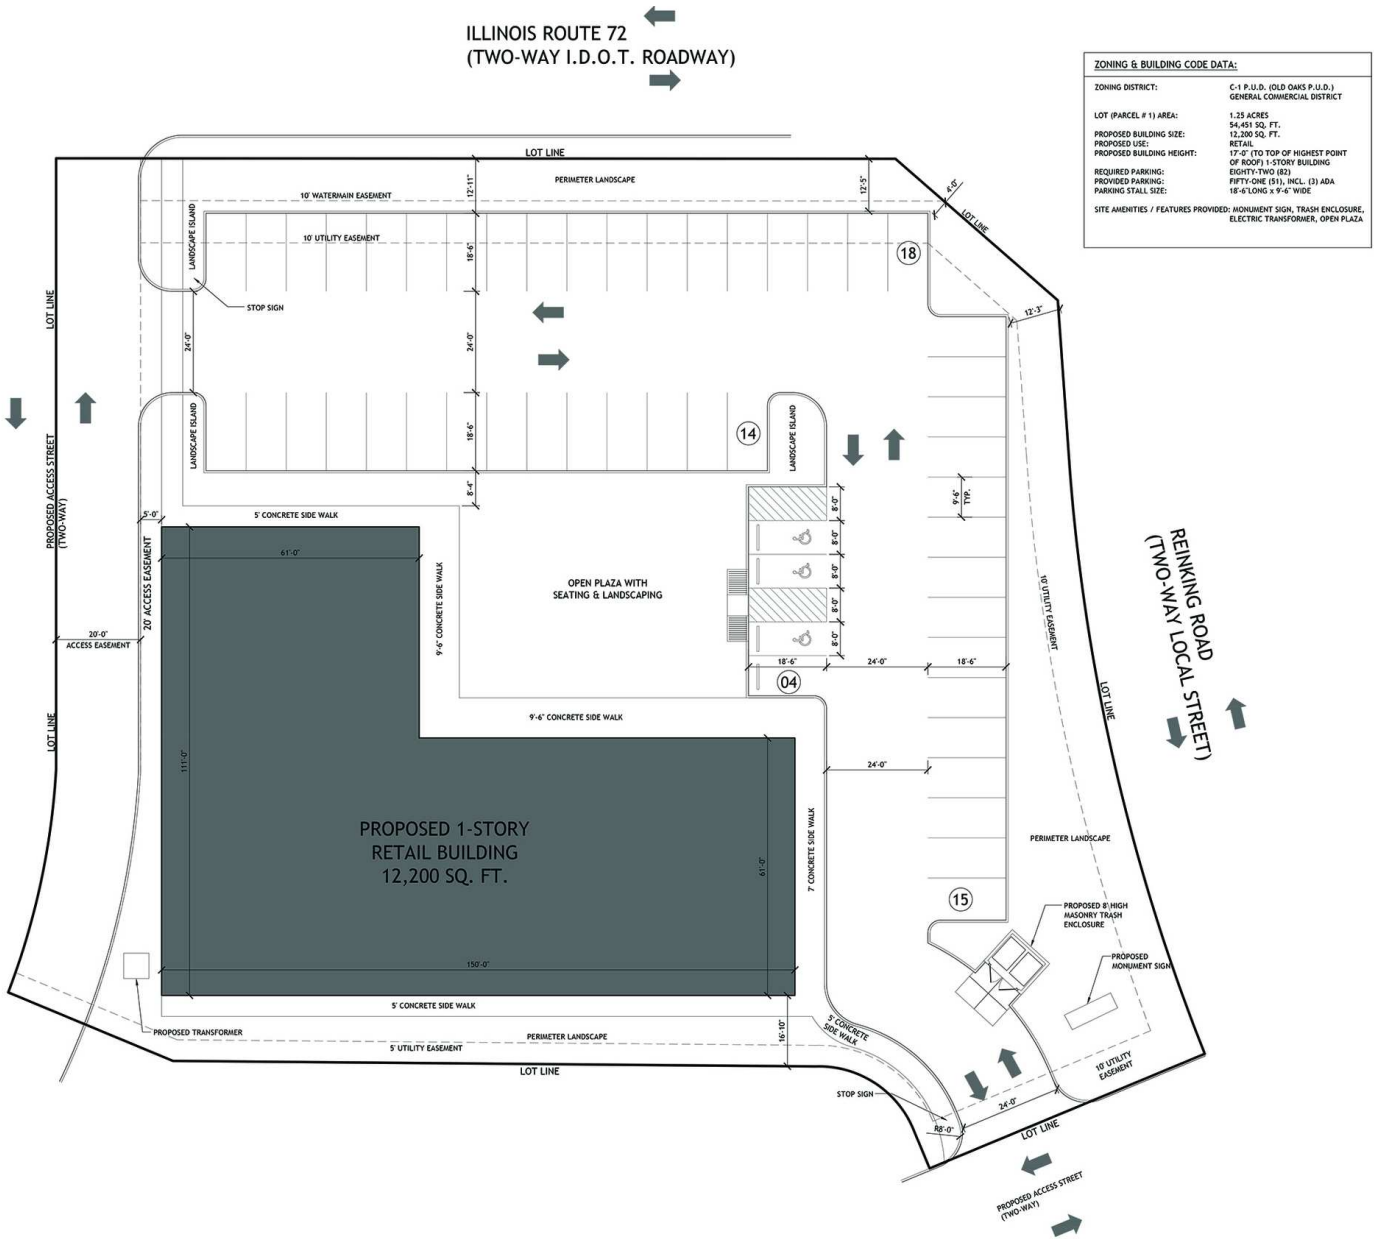 ILLINOIS ROUTE 72
(TWO-WAY I.D.O.T. ROADWAY)
ZONING & BUILDING CODE DATA:
ZONING DISTRICT: C-1 P.U.D. (OLD OAKS P.U.D.)
GENERAL COMMERCIAL DISTRICT
LOT (PARCEL # 1) AREA: 1.25 ACRES
54,451 SQ. FT.
PROPOSED BUILDING SIZE: 12,200 SQ. FT.
PROPOSED USE: RETAIL
PROPOSED BUILDING HEIGHT: 17'-0" (TO TOP OF HIGHEST POINT
OF ROOF) 1-STORY BUILDING
REQUIRED PARKING: EIGHTY-TWO (82)
PROVIDED PARKING: FIFTY-ONE (51), INCL. (3) ADA
PARKING STALL SIZE: 18'-6"LONG x 9'-6" WIDE
SITE AMENITIES / FEATURES PROVIDED: MONUMENT SIGN, TRASH ENCLOSURE,
ELECTRIC TRANSFORMER, OPEN PLAZA
LOT LINE
PERIMETER LANDSCAPE
12'-11"
12'-5"
4'-0"
LOT LINE
10' WATERMAIN EASEMENT
10' UTILITY EASEMENT
LANDSCAPE ISLAND
18'-6"
18
STOP SIGN
LOT LINE
12'-3"
24'-0"
24'-0"
LANDSCAPE ISLAND
18'-6"
14
LANDSCAPE ISLAND
8'-4"
9'-6"
TYP.
PROPOSED ACCESS STREET
(TWO-WAY)
5'-0"
5' CONCRETE SIDE WALK
8'-0"
8'-0"
8'-0"
8'-0"
8'-0"
61'-0"
20' ACCESS EASEMENT
9'-6" CONCRETE SIDE WALK
OPEN PLAZA WITH
SEATING & LANDSCAPING
10' UTILITY EASEMENT
REINKING ROAD
(TWO-WAY LOCAL STREET)
20'-0"
ACCESS EASEMENT
18'-6"
24'-0"
18'-6"
04
LOT LINE
LOT LINE
9'-6" CONCRETE SIDE WALK
111'-0"
24'-0"
PROPOSED 1-STORY
RETAIL BUILDING
12,200 SQ. FT.
61'-0"
7' CONCRETE SIDE WALK
PERIMETER LANDSCAPE
15
PROPOSED 8' HIGH
MASONRY TRASH
ENCLOSURE
PROPOSED
MONUMENT SIGN
150'-0"
5' CONCRETE SIDE WALK
PROPOSED TRANSFORMER
PERIMETER LANDSCAPE
5' UTILITY EASEMENT
16'-10"
5' CONCRETE
SIDE WALK
LOT LINE
10' UTILITY
EASEMENT
STOP SIGN
24'-0"
R8'-0"
LOT LINE
PROPOSED ACCESS STREET
(TWO-WAY)